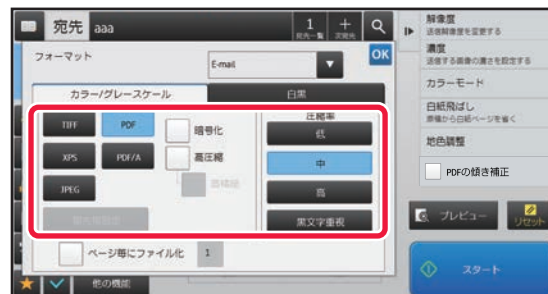 宛先 aaa
1
宛先一覧
次宛先
フォーマット
E-mail
OK
カラー/グレースケール
白黒
TIFF
PDF
暗号化
XPS
PDF/A
高圧縮
JPEG
圧縮率
低
中
高
黒文字重視
ページ毎にファイル化
1
他の機能
解像度
送信解像度を変更する
濃度
送信する画像の濃さを設定する
カラーモード
白紙飛ばし
原稿から白紙ページを省く
地色調整
PDFの傾き補正
プレビュー
リセット
スタート